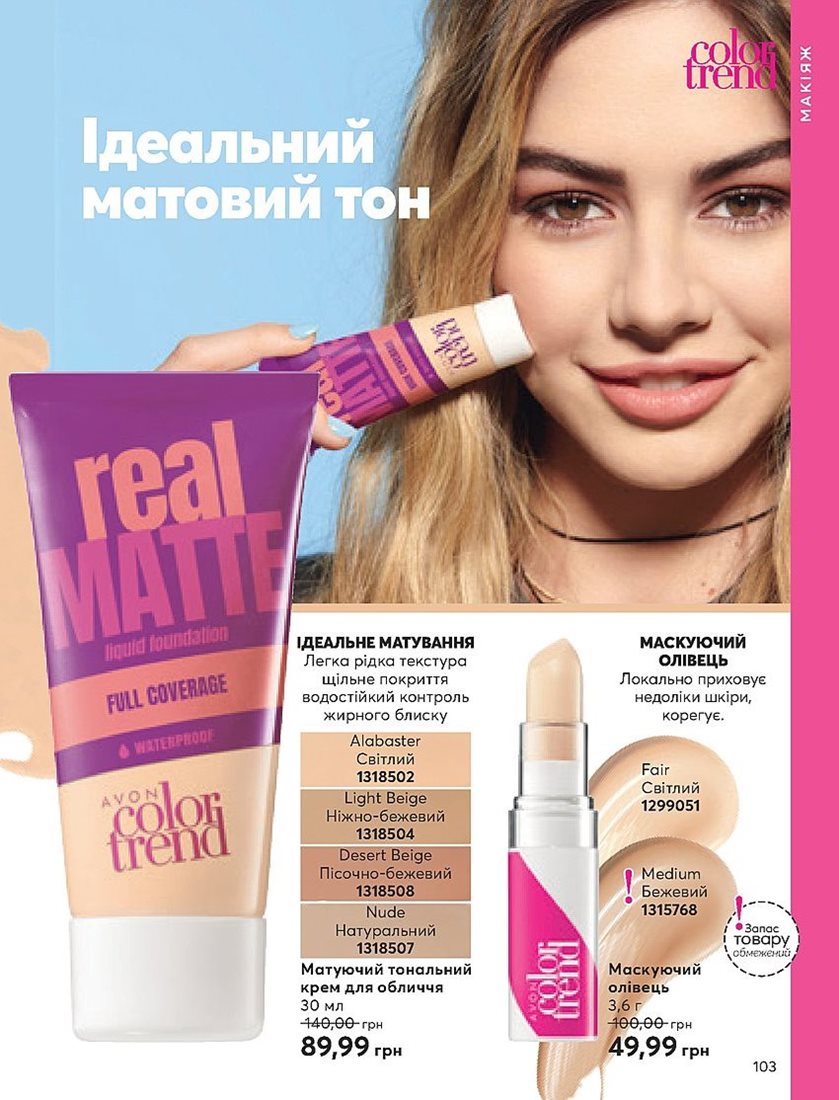 color
trend
МАКІЯЖ
Ідеальний
матовий тон
color
trend
real
MATTE
liquid foundation
FULL COVERAGE
WATERPROOF
AVON
color
trend
ІДЕАЛЬНЕ МАТУВАННЯ
Легка рідка текстура
щільне покриття
водостійкий контроль
жирного блиску
Alabaster
Світлий
1318502
Light Beige
Ніжно-бежевий
1318504
Desert Beige
Пісочно-бежевий
1318508
Nude
Натуральний
1318507
Матуючий тональний
крем для обличчя
30 мл
140,00 грн
89,99 грн
МАСКУЮЧИЙ
ОЛІВЕЦЬ
Локально приховує
недоліки шкіри,
корегує.
Fair
Світлий
1299051
! Medium
Бежевий
1315768
! Запас
товару
обмежений
AVON
color
trend
Маскуючий
олівець
3,6 г
100,00 грн
49,99 грн
103